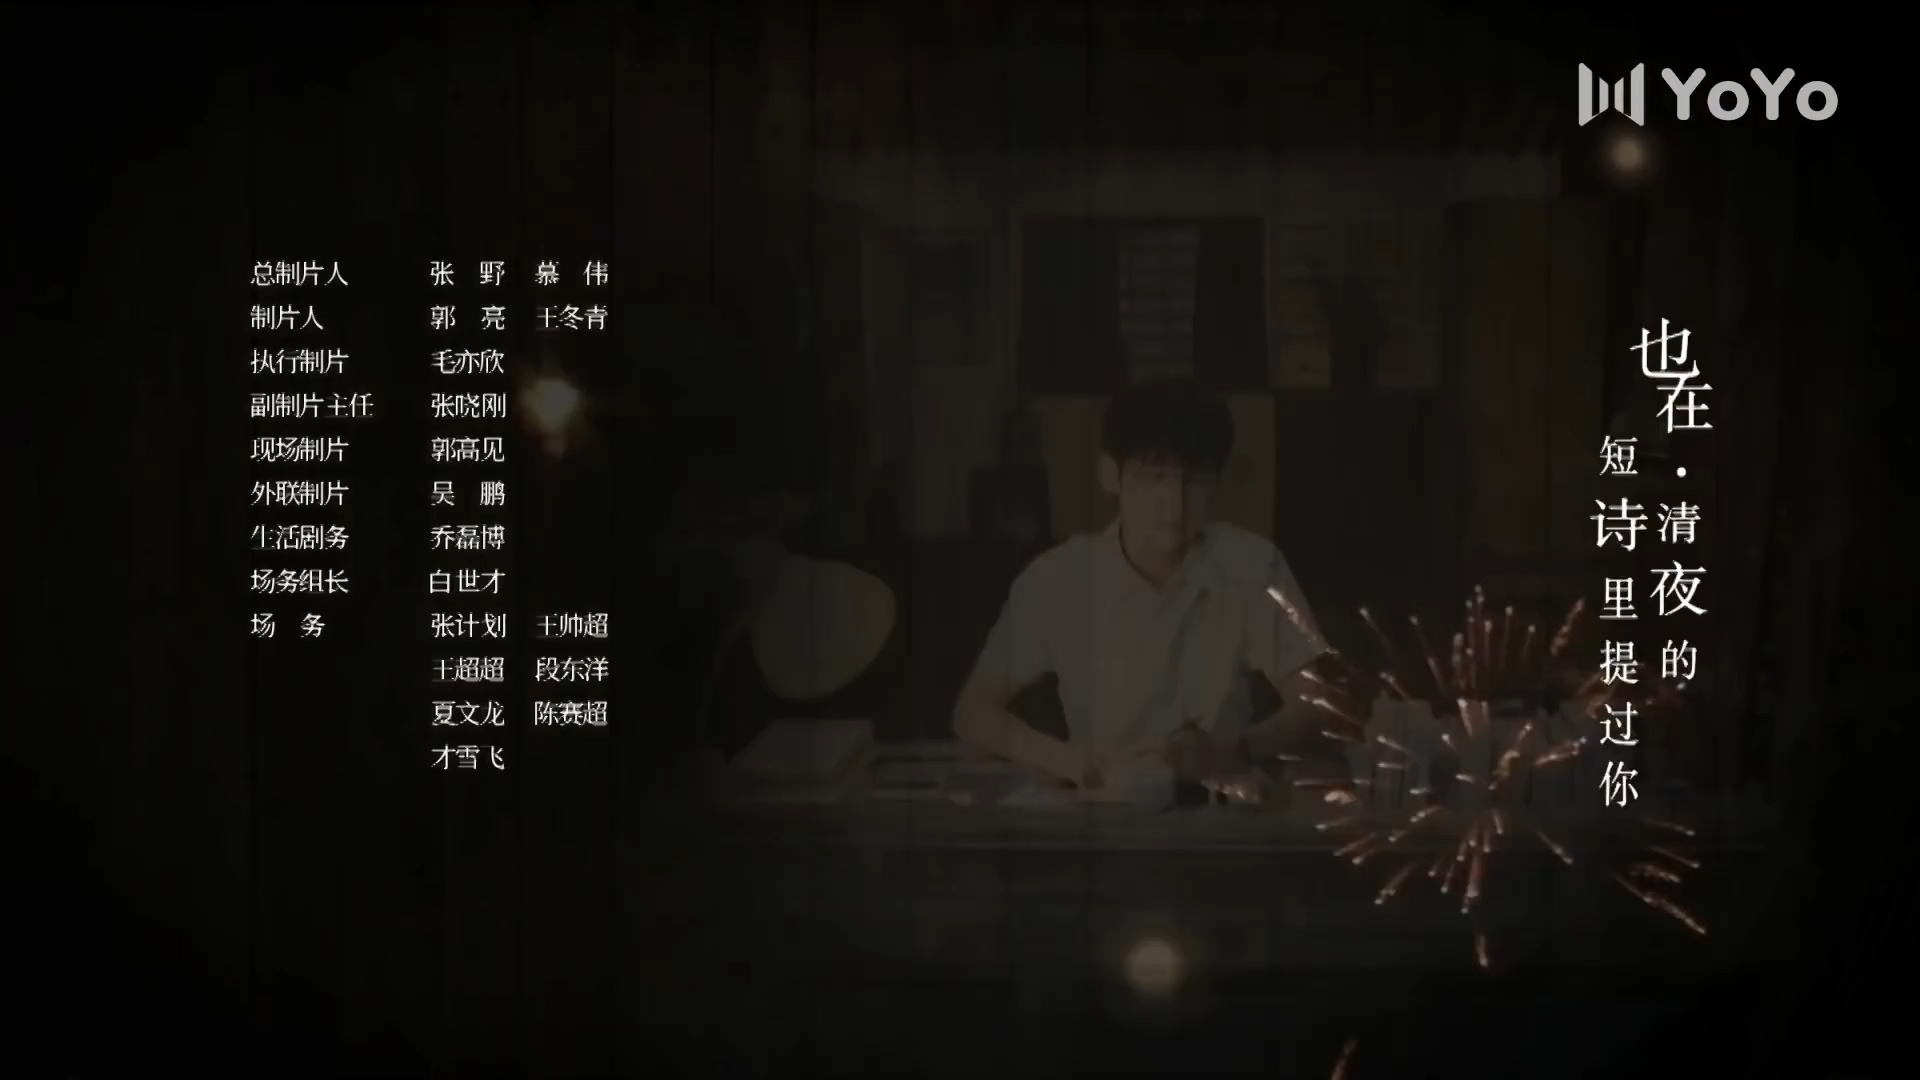 YoYo
总制片人 张 野 慕 伟
制片人 郭 亮 王冬青
执行制片 毛亦欣
副制片主任 张晓刚
现场制片 郭高见
外联制片 吴 鹏
生活剧务 乔磊博
场务组长 白世才
场 务 张计划 王帅超
王超超 段东洋
夏文龙 陈赛超
才雪飞
也在·清夜的
短诗里提过你